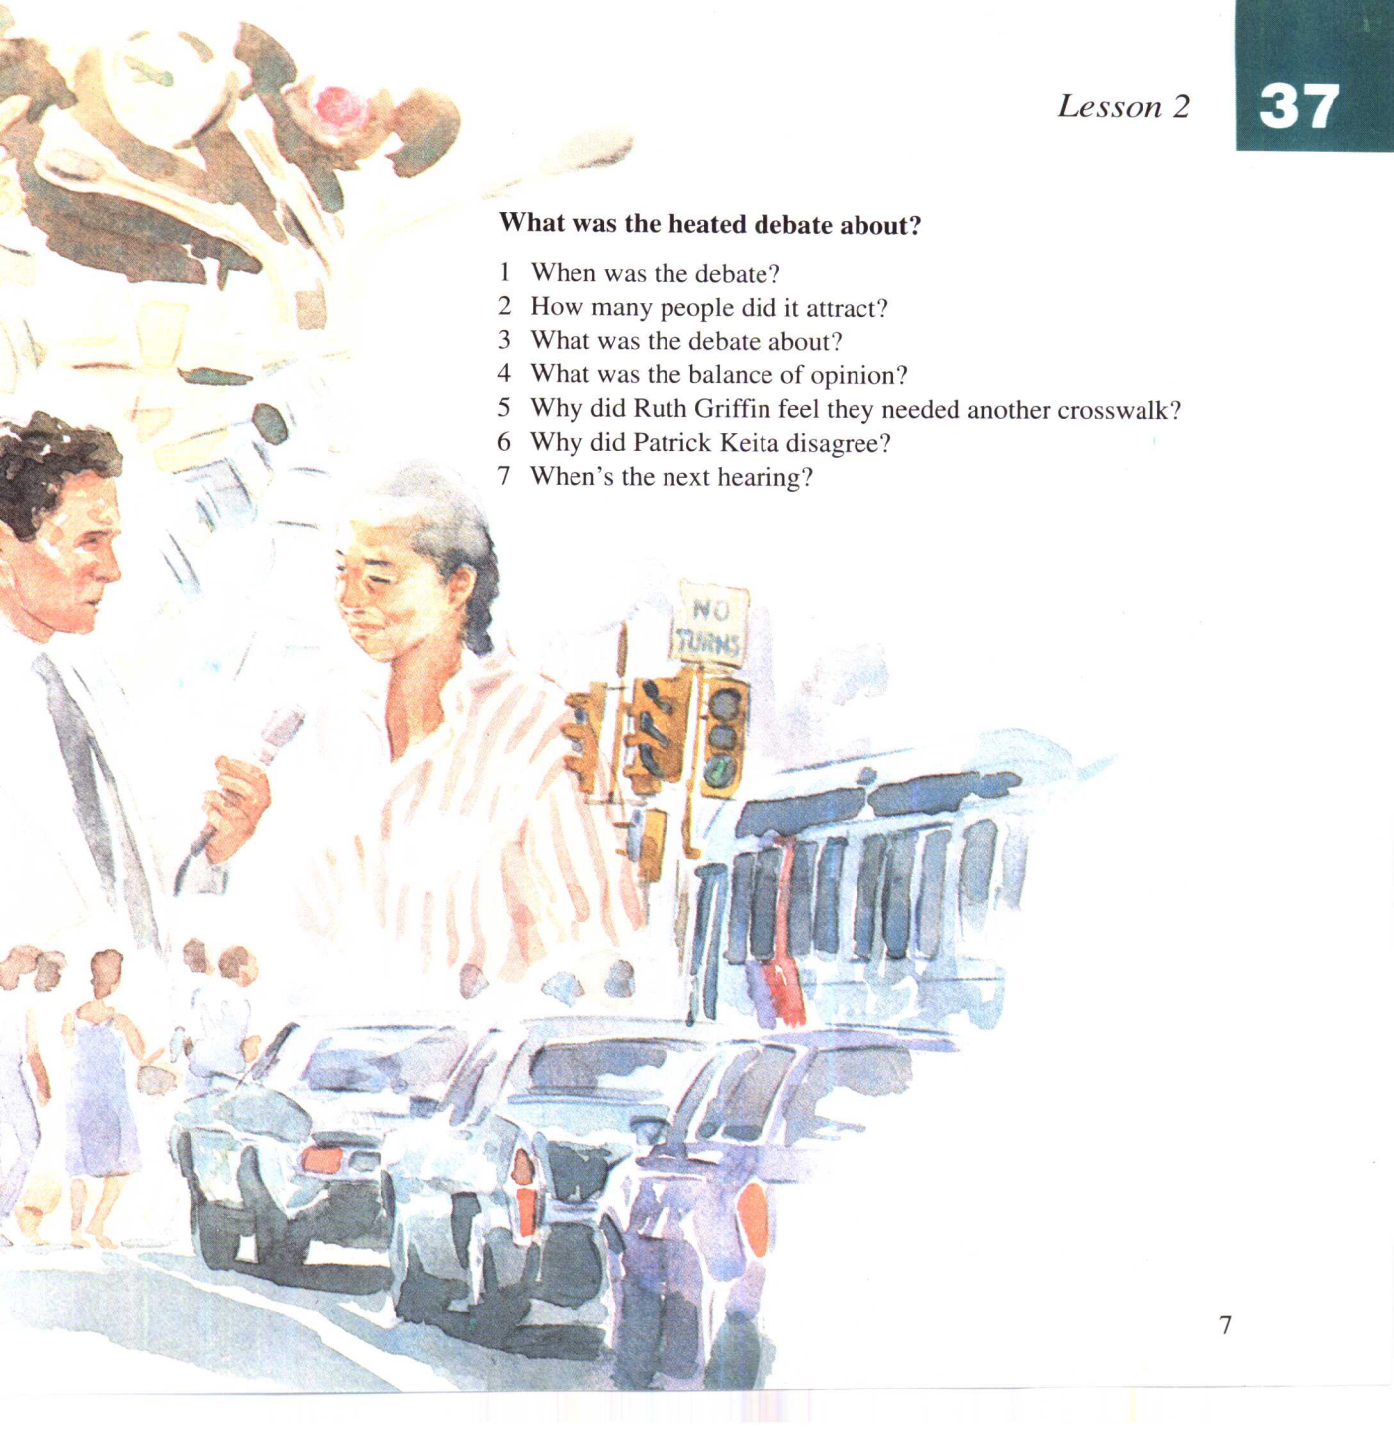 Lesson 2
37
What was the heated debate about?
1 When was the debate?
2 How many people did it attract?
3 What was the debate about?
4 What was the balance of opinion?
5 Why did Ruth Griffin feel they needed another crosswalk?
6 Why did Patrick Keita disagree?
7 When's the next hearing?
NO
TURNS
7